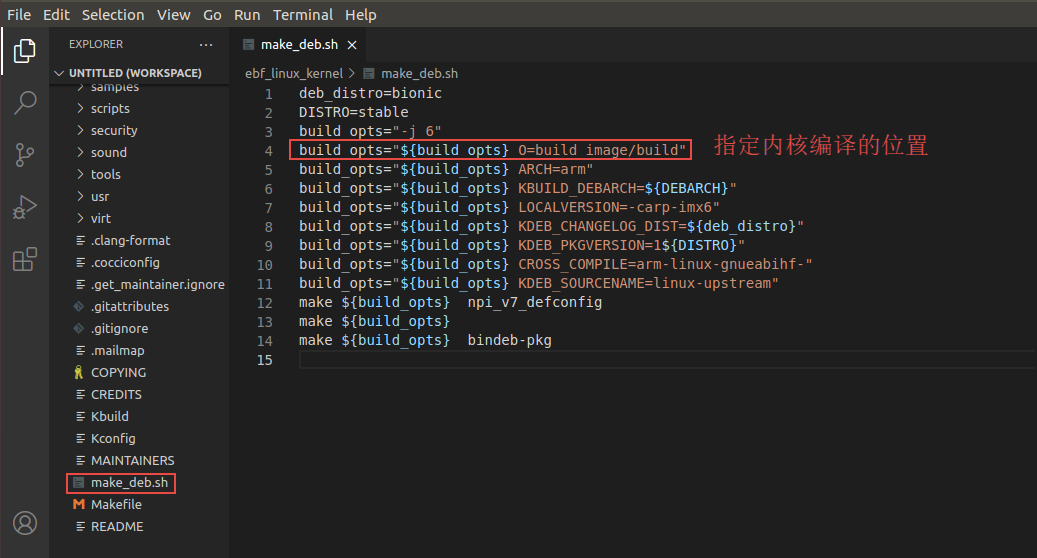 File Edit Selection View Go Run Terminal Help
EXPLORER ...
make_deb.sh
UNTITLED (WORKSPACE)
samples
scripts
security
sound
tools
usr
virt
.clang-format
.cocciconfig
.get_maintainer.ignore
.gitattributes
.gitignore
.mailmap
COPYING
CREDITS
Kbuild
Kconfig
MAINTAINERS
make_deb.sh
Makefile
README
ebf_linux_kernel > make_deb.sh
1 deb_distro=bionic
2 DISTRO=stable
3 build_opts="-j 6"
4 build_opts="${build_opts} O=build_image/build"
指定内核编译的位置
5 build_opts="${build_opts} ARCH=arm"
6 build_opts="${build_opts} KBUILD_DEBARCH=${DEBARCH}"
7 build_opts="${build_opts} LOCALVERSION=-carp-imx6"
8 build_opts="${build_opts} KDEB_CHANGELOG_DIST=${deb_distro}"
9 build_opts="${build_opts} KDEB_PKGVERSION=1${DISTRO}"
10 build_opts="${build_opts} CROSS_COMPILE=arm-linux-gnueabihf-"
11 build_opts="${build_opts} KDEB_SOURCENAME=linux-upstream"
12 make ${build_opts}  npi_v7_defconfig
13 make ${build_opts}
14 make ${build_opts}  bindeb-pkg
15